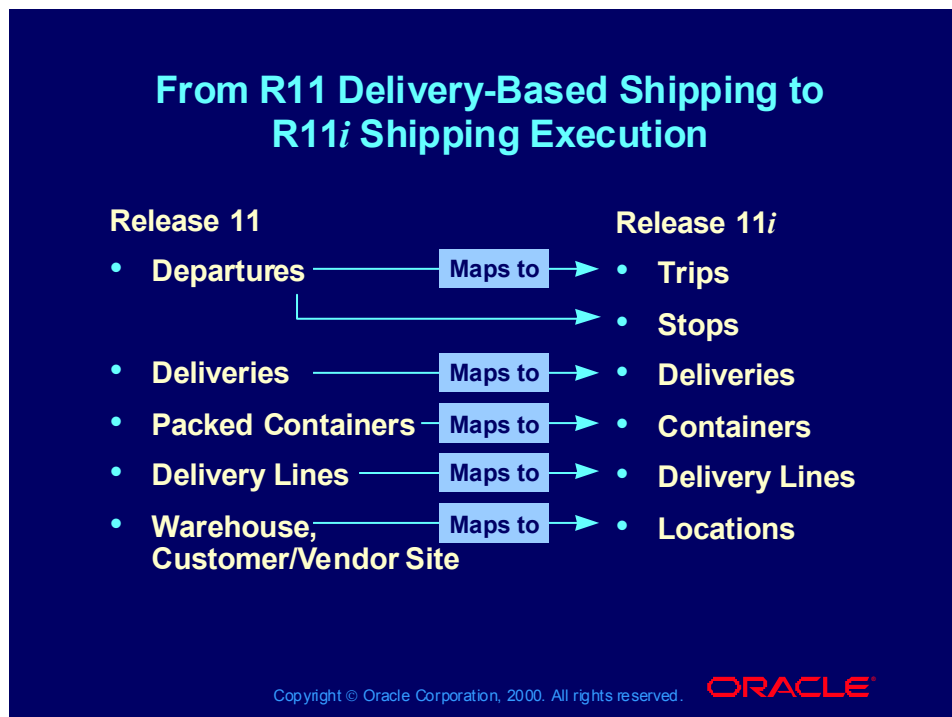 From R11 Delivery-Based Shipping to
R11i Shipping Execution
Release 11
Release 11i
• Departures
Maps to
• Trips
• Stops
• Deliveries
Maps to
• Deliveries
• Packed Containers
Maps to
• Containers
• Delivery Lines
Maps to
• Delivery Lines
• Warehouse,
Customer/Vendor Site
Maps to
• Locations
Copyright © Oracle Corporation, 2000. All rights reserved.
ORACLE®